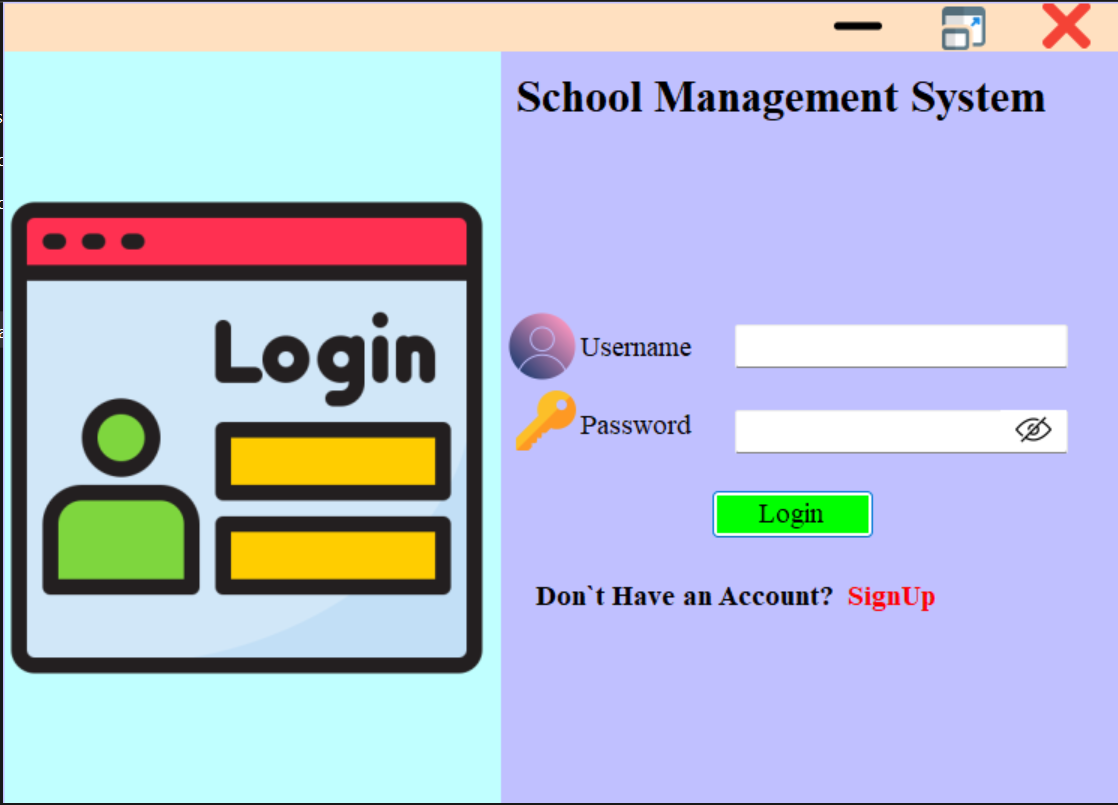 School Management System
Login
Username
Password
Login
Don`t Have an Account? SignUp